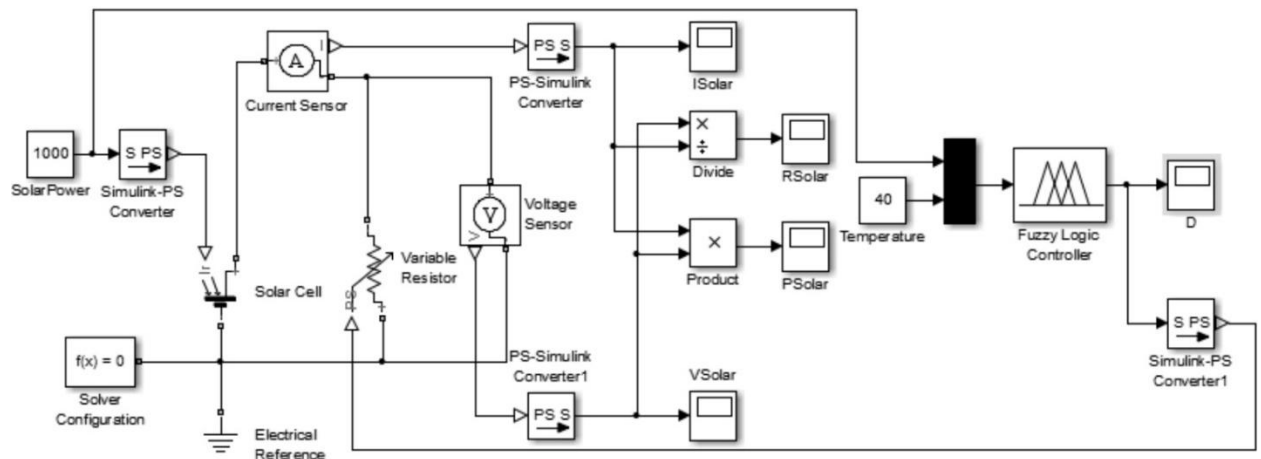 A
I
PS S
PS-Simulink
Converter
ISolar
Current Sensor
1000
SolarPower
S PS
Simulink-PS
Converter
×
÷
Divide
RSolar
40
Temperature
Fuzzy Logic
Controller
D
V
Voltage
Sensor
V
×
Product
PSolar
Ir
+
Solar Cell
Variable
Resistor
PS
+
S PS
Simulink-PS
Converter1
f(x) = 0
Solver
Configuration
PS-Simulink
Converter1
PS S
VSolar
Electrical
Reference